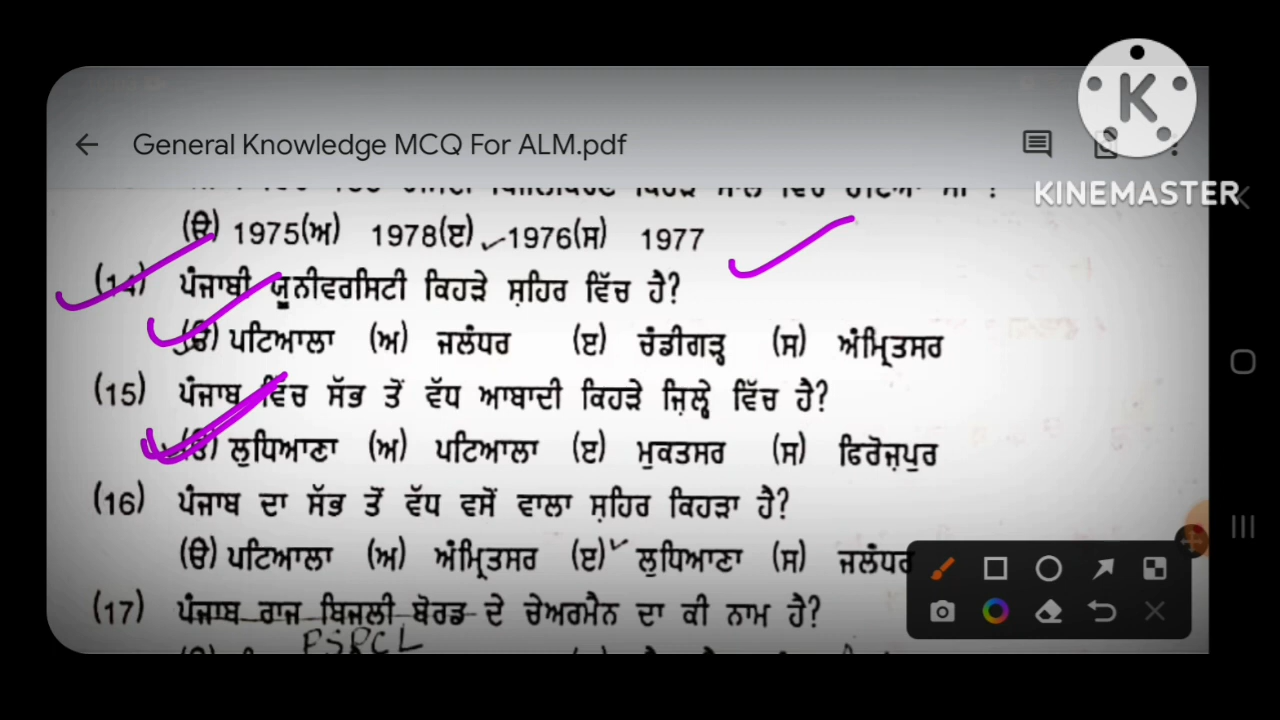 General Knowledge MCQ For ALM.pdf
KINEMASTER
(ੳ) 1975(ਅ) 1978(ੲ) 1976(ਸ) 1977
(14) ਪੰਜਾਬੀ ਯੂਨੀਵਰਸਿਟੀ ਕਿਹੜੇ ਸ਼ਹਿਰ ਵਿੱਚ ਹੈ?
(ੳ) ਪਟਿਆਲਾ (ਅ) ਜਲੰਧਰ (ੲ) ਚੰਡੀਗੜ੍ਹ (ਸ) ਅੰਮ੍ਰਿਤਸਰ
(15) ਪੰਜਾਬ ਵਿੱਚ ਸੱਭ ਤੋਂ ਵੱਧ ਆਬਾਦੀ ਕਿਹੜੇ ਜ਼ਿਲ੍ਹੇ ਵਿੱਚ ਹੈ?
(ੳ) ਲੁਧਿਆਣਾ (ਅ) ਪਟਿਆਲਾ (ੲ) ਮੁਕਤਸਰ (ਸ) ਫਿਰੋਜ਼ਪੁਰ
(16) ਪੰਜਾਬ ਦਾ ਸੱਭ ਤੋਂ ਵੱਧ ਵਸੋਂ ਵਾਲਾ ਸ਼ਹਿਰ ਕਿਹੜਾ ਹੈ?
(ੳ) ਪਟਿਆਲਾ (ਅ) ਅੰਮ੍ਰਿਤਸਰ (ੲ) ਲੁਧਿਆਣਾ (ਸ) ਜਲੰਧਰ
(17) ਪੰਜਾਬ ਰਾਜ ਬਿਜਲੀ ਬੋਰਡ ਦੇ ਚੇਅਰਮੈਨ ਦਾ ਕੀ ਨਾਮ ਹੈ?
PSPCL